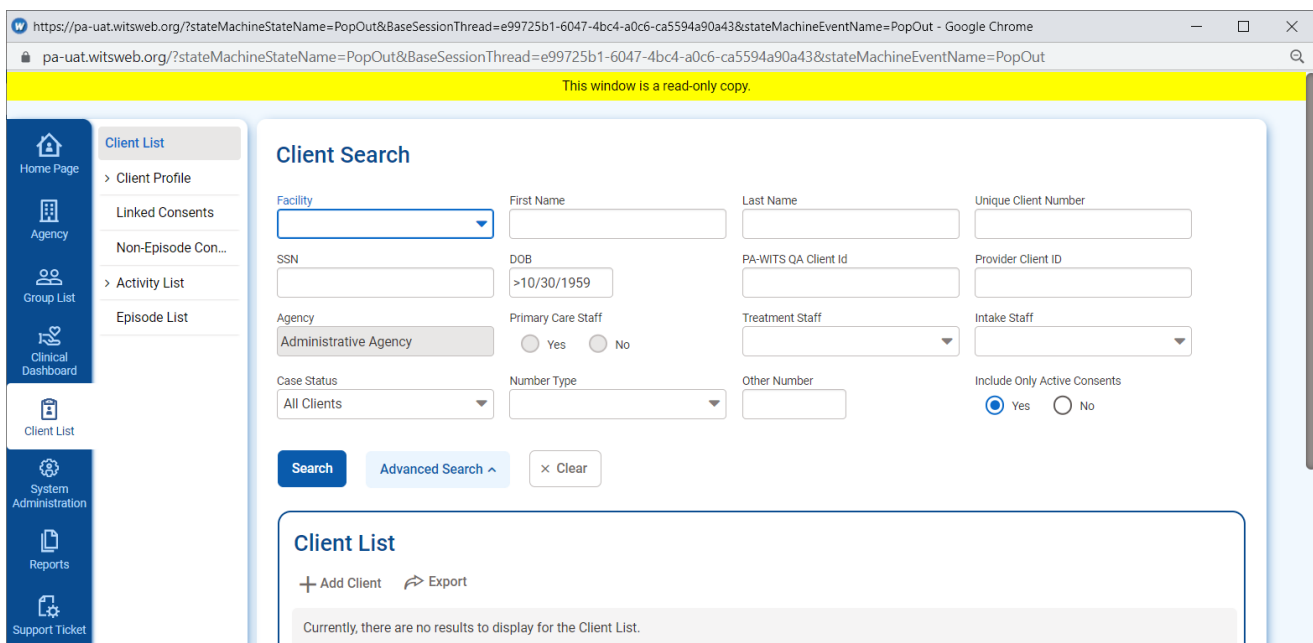 https://pa-uat.witsweb.org/?stateMachineStateName=PopOut&BaseSessionThread=e99725b1-6047-4bc4-a0c6-ca5594a90a43&stateMachineEventName=PopOut - Google Chrome
pa-uat.witsweb.org/?stateMachineStateName=PopOut&BaseSessionThread=e99725b1-6047-4bc4-a0c6-ca5594a90a43&stateMachineEventName=PopOut
This window is a read-only copy.
Home Page
Agency
Group List
Clinical
Dashboard
Client List
System
Administration
Reports
Support Ticket
Client List
Client Profile
Linked Consents
Non-Episode Con...
Activity List
Episode List
Client Search
Facility
First Name
Last Name
Unique Client Number
SSN
DOB
PA-WITS QA Client Id
Provider Client ID
>10/30/1959
Agency
Primary Care Staff
Treatment Staff
Intake Staff
Administrative Agency
Yes No
Case Status
Number Type
Other Number
Include Only Active Consents
All Clients
Yes No
Search
Advanced Search
Clear
Client List
Add Client
Export
Currently, there are no results to display for the Client List.